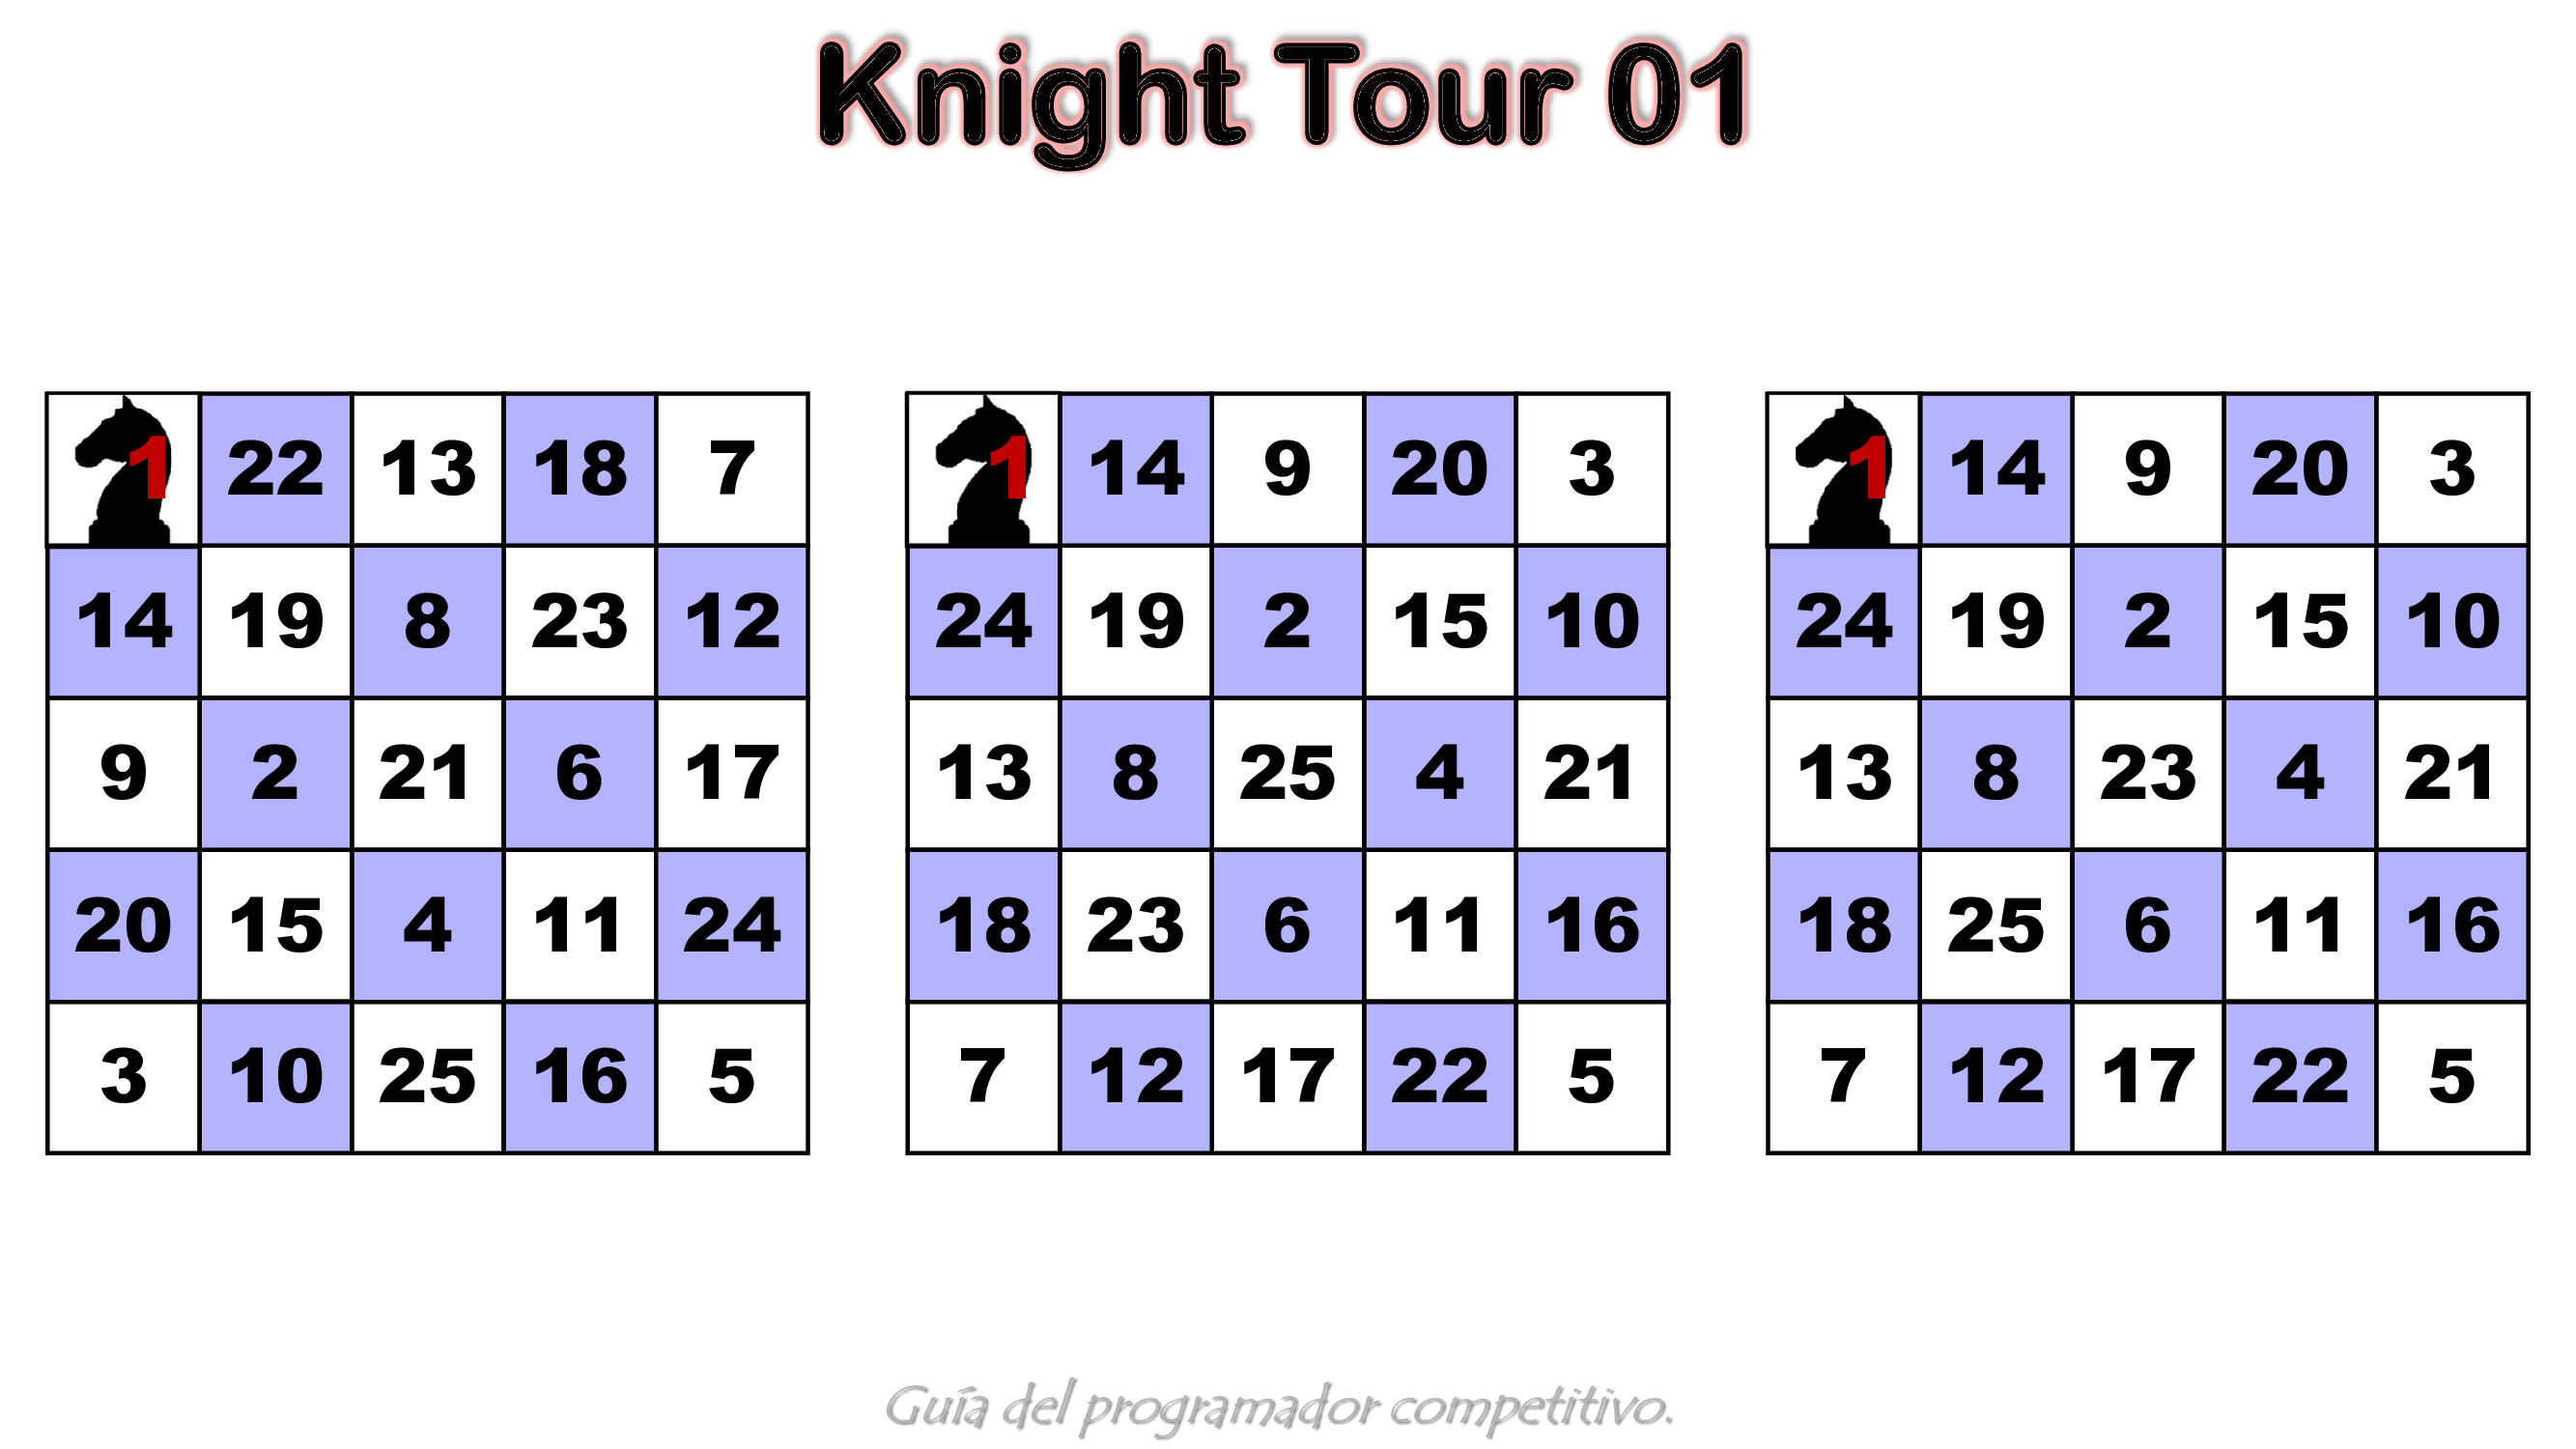 Knight Tour 01
1 22 13 18 7 1 14 9 20 3 1 14 9 20 3
14 19 8 23 12 24 19 2 15 10 24 19 2 15 10
9 2 21 6 17 13 8 25 4 21 13 8 23 4 21
20 15 4 11 24 18 23 6 11 16 18 25 6 11 16
3 10 25 16 5 7 12 17 22 5 7 12 17 22 5
Guía del programador competitivo.